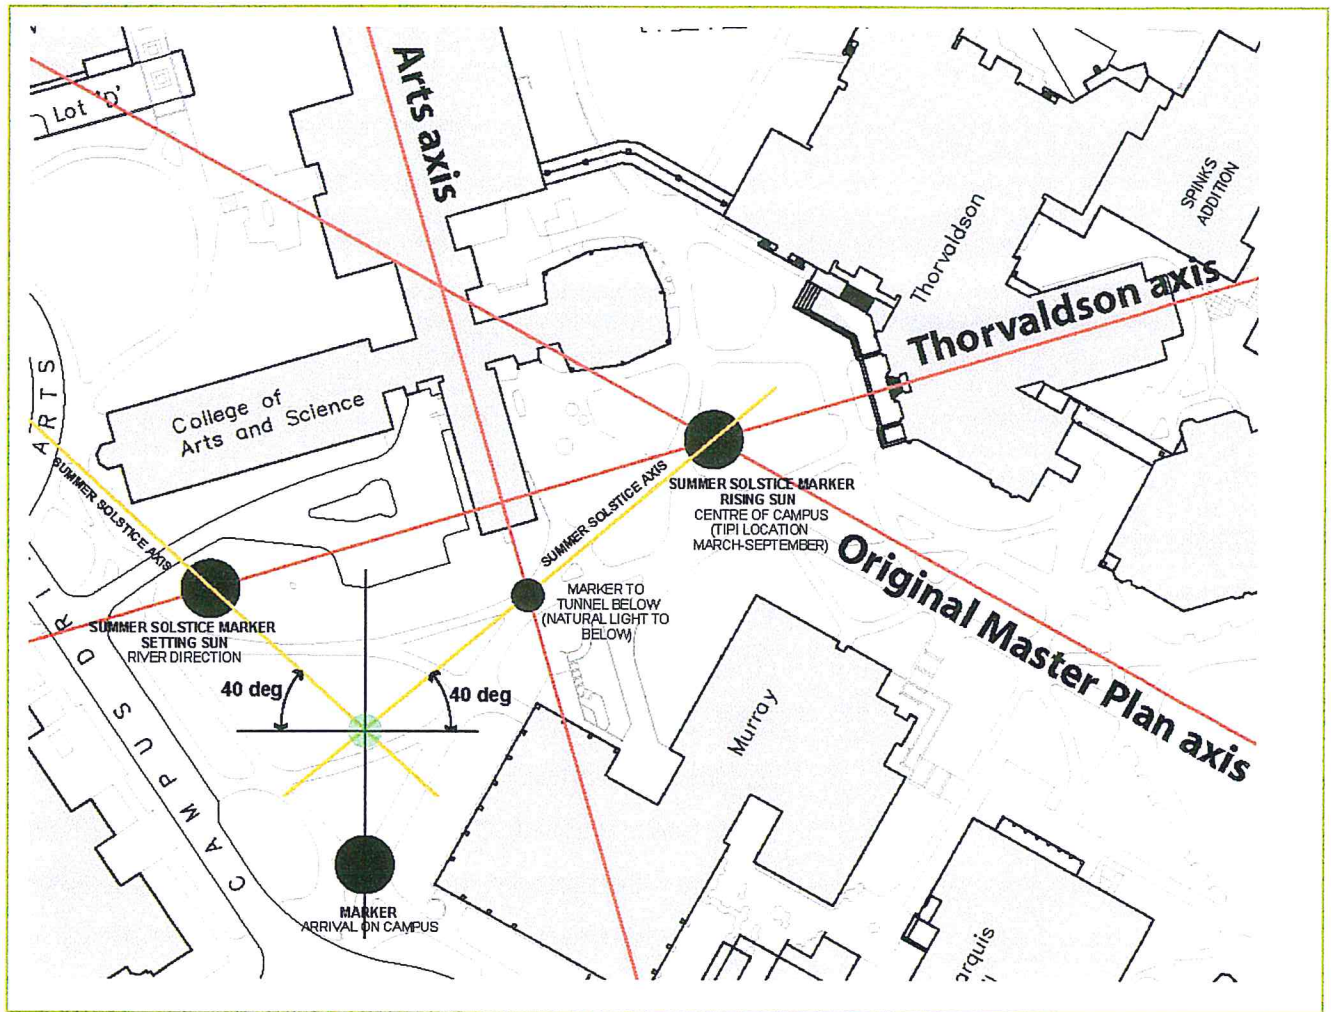 Lot 'D'
Arts axis
SPINKS
ADDITION
Thorvaldson
Thorvaldson axis
ARTS
College of
Arts and Science
SUMMER SOLSTICE AXIS
SUMMER SOLSTICE AXIS
SUMMER SOLSTICE MARKER
RISING SUN
CENTRE OF CAMPUS
(TIPI LOCATION
MARCH-SEPTEMBER)
Original Master Plan axis
MARKER TO
TUNNEL BELOW
(NATURAL LIGHT TO
BELOW)
SUMMER SOLSTICE MARKER
SETTING SUN
RIVER DIRECTION
40 deg
40 deg
CAMPUS DRI
Murray
MARKER
ARRIVAL ON CAMPUS
arquis